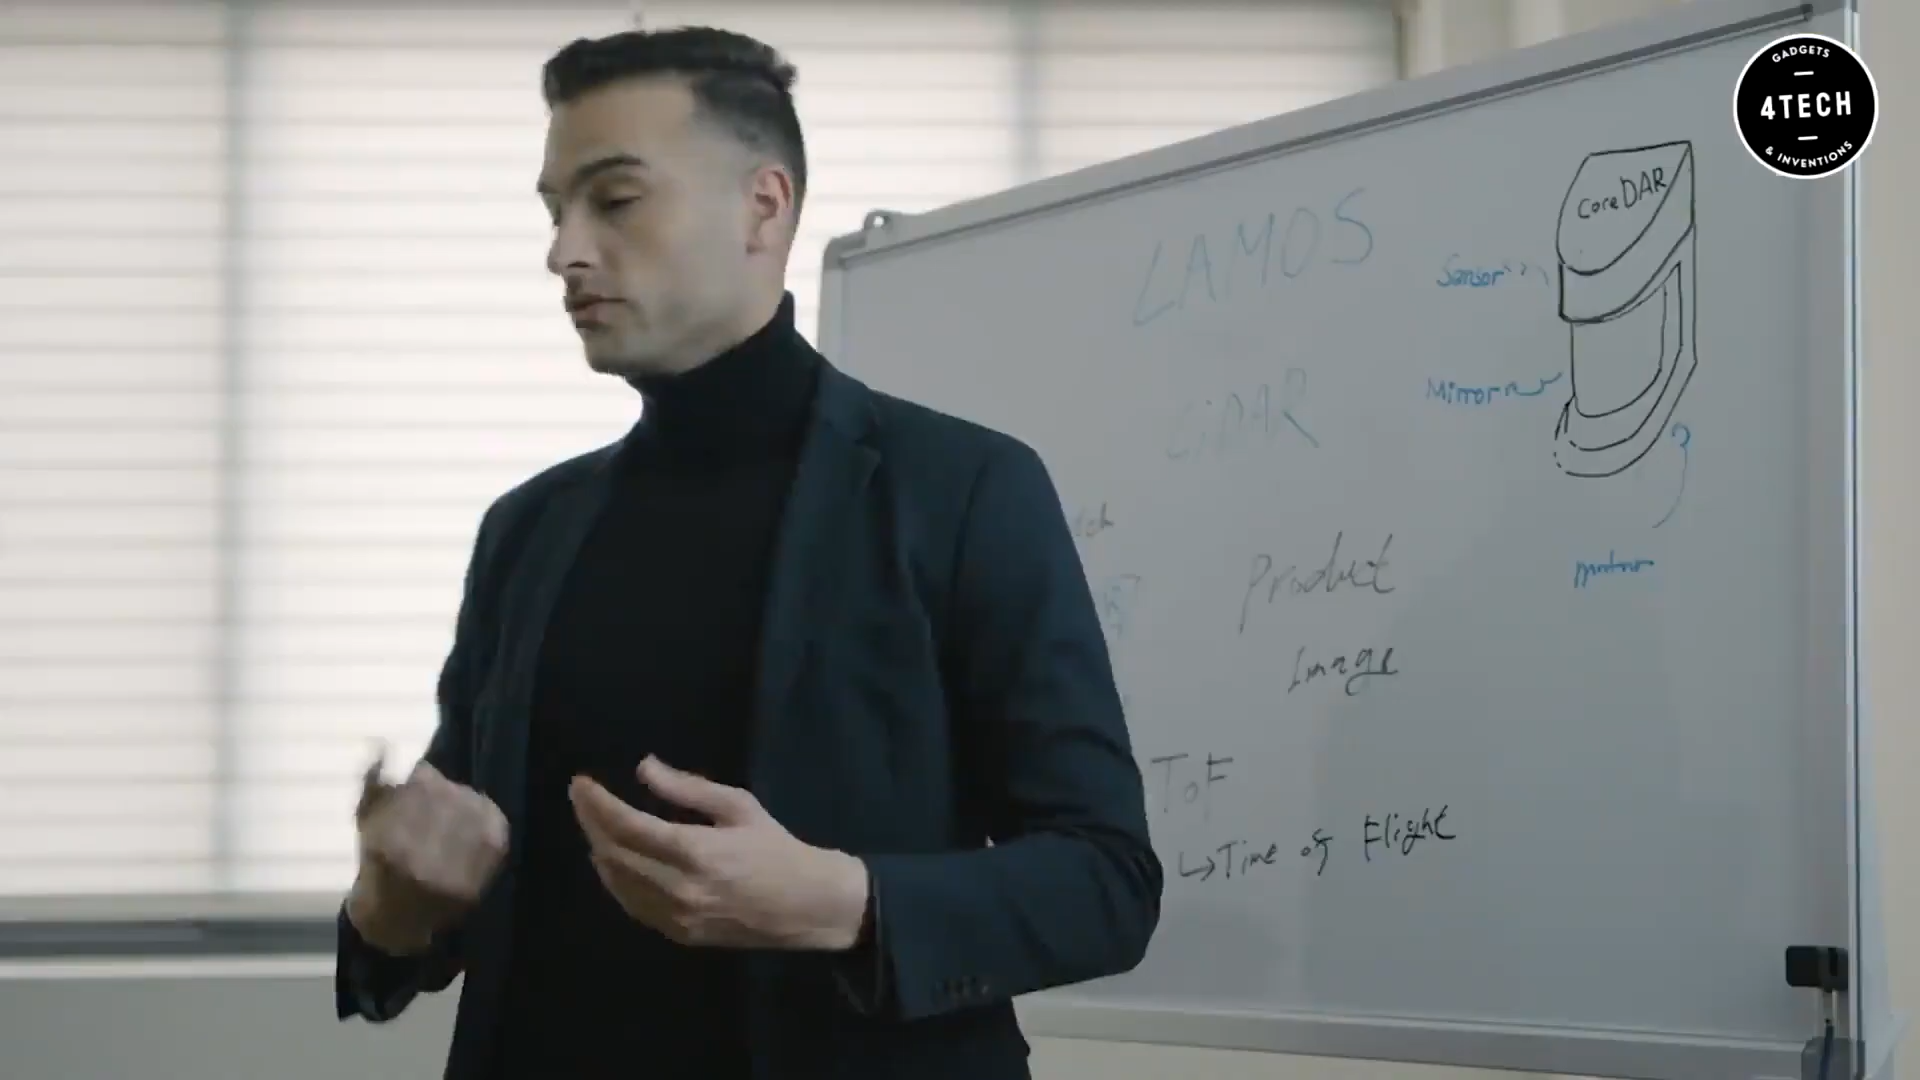 GADGETS
4TECH
& INVENTIONS
CoreDAR
LAMOS
Sensor
LiDAR
Mirror
Product
Image
motor
ToF
↳Time of Flight